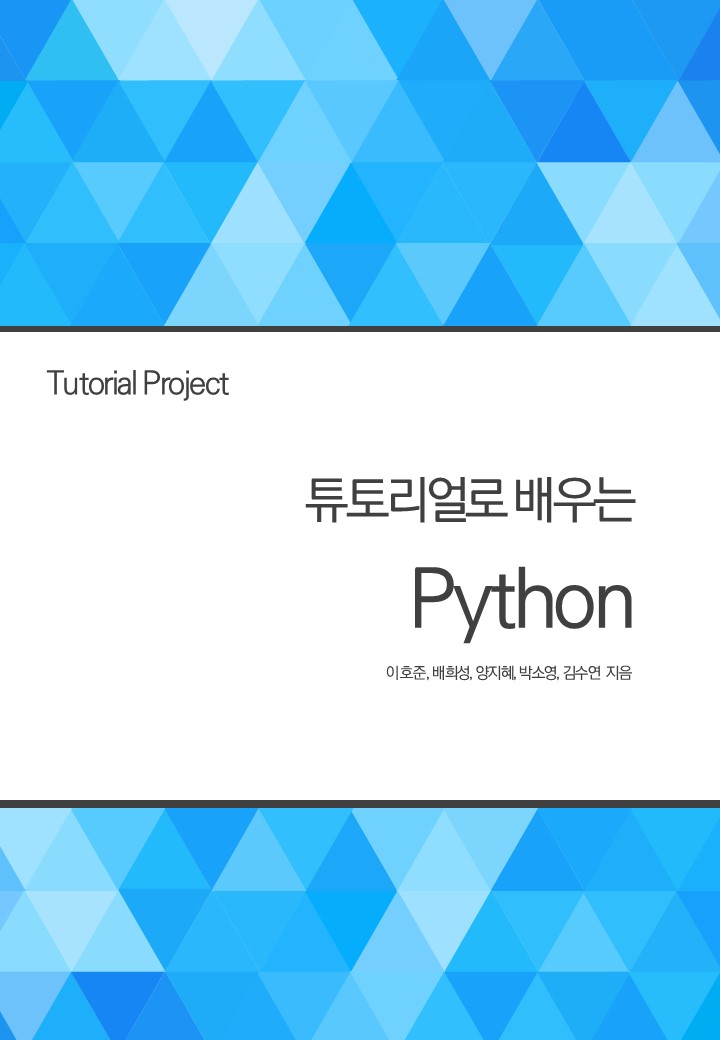 Tutorial Project
튜토리얼로 배우는
Python
이호준, 배희성, 양지혜, 박소영, 김수연 지음